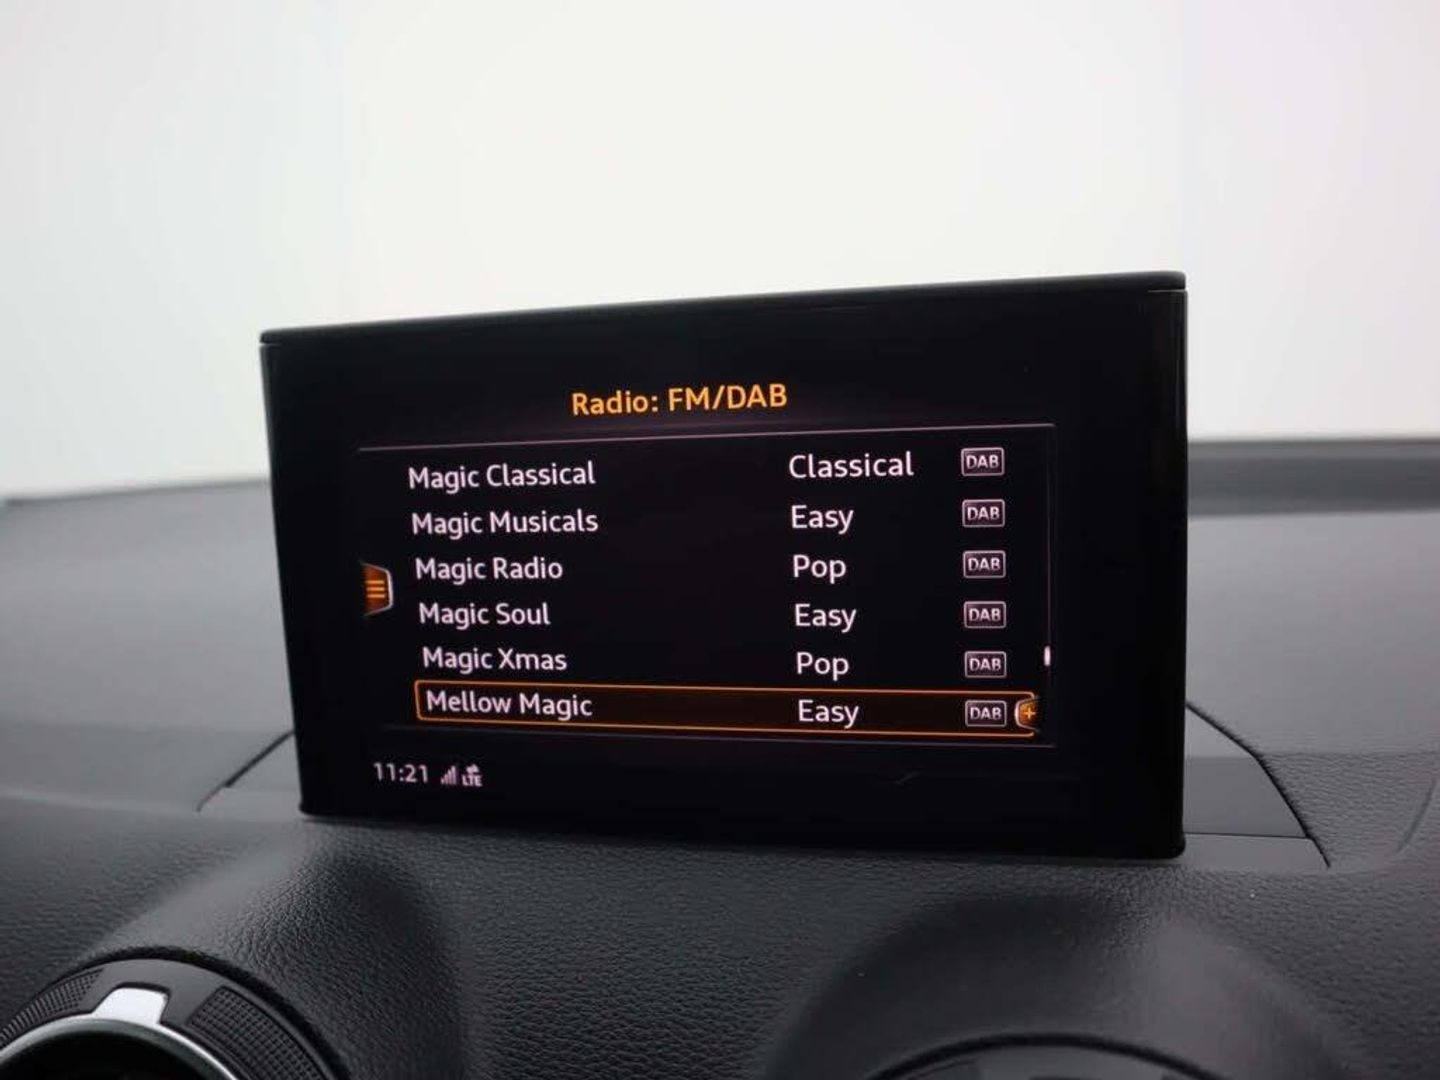 Radio: FM/DAB
Magic Classical Classical DAB
Magic Musicals Easy DAB
Magic Radio Pop DAB
Magic Soul Easy DAB
Magic Xmas Pop DAB
Mellow Magic Easy DAB +
11:21 LTE